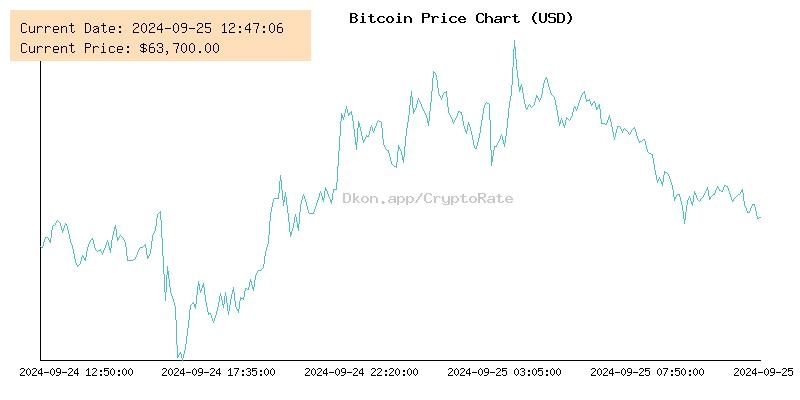 Bitcoin Price Chart (USD)
Current Date: 2024-09-25 12:47:06
Current Price: $63,700.00
Dkon.app/CryptoRate
2024-09-24 12:50:00 2024-09-24 17:35:00 2024-09-24 22:20:00 2024-09-25 03:05:00 2024-09-25 07:50:00 2024-09-25